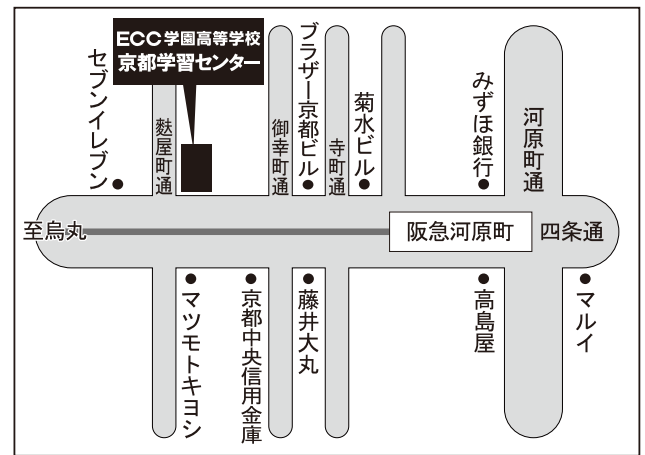 ECC学園高等学校
京都学習センター
セブンイレブン
麩屋町通
御幸町通
ブラザー京都ビル
寺町通
菊水ビル
みずほ銀行
河原町通
至烏丸
阪急河原町
四条通
マツモトキヨシ
京都中央信用金庫
藤井大丸
高島屋
マルイ